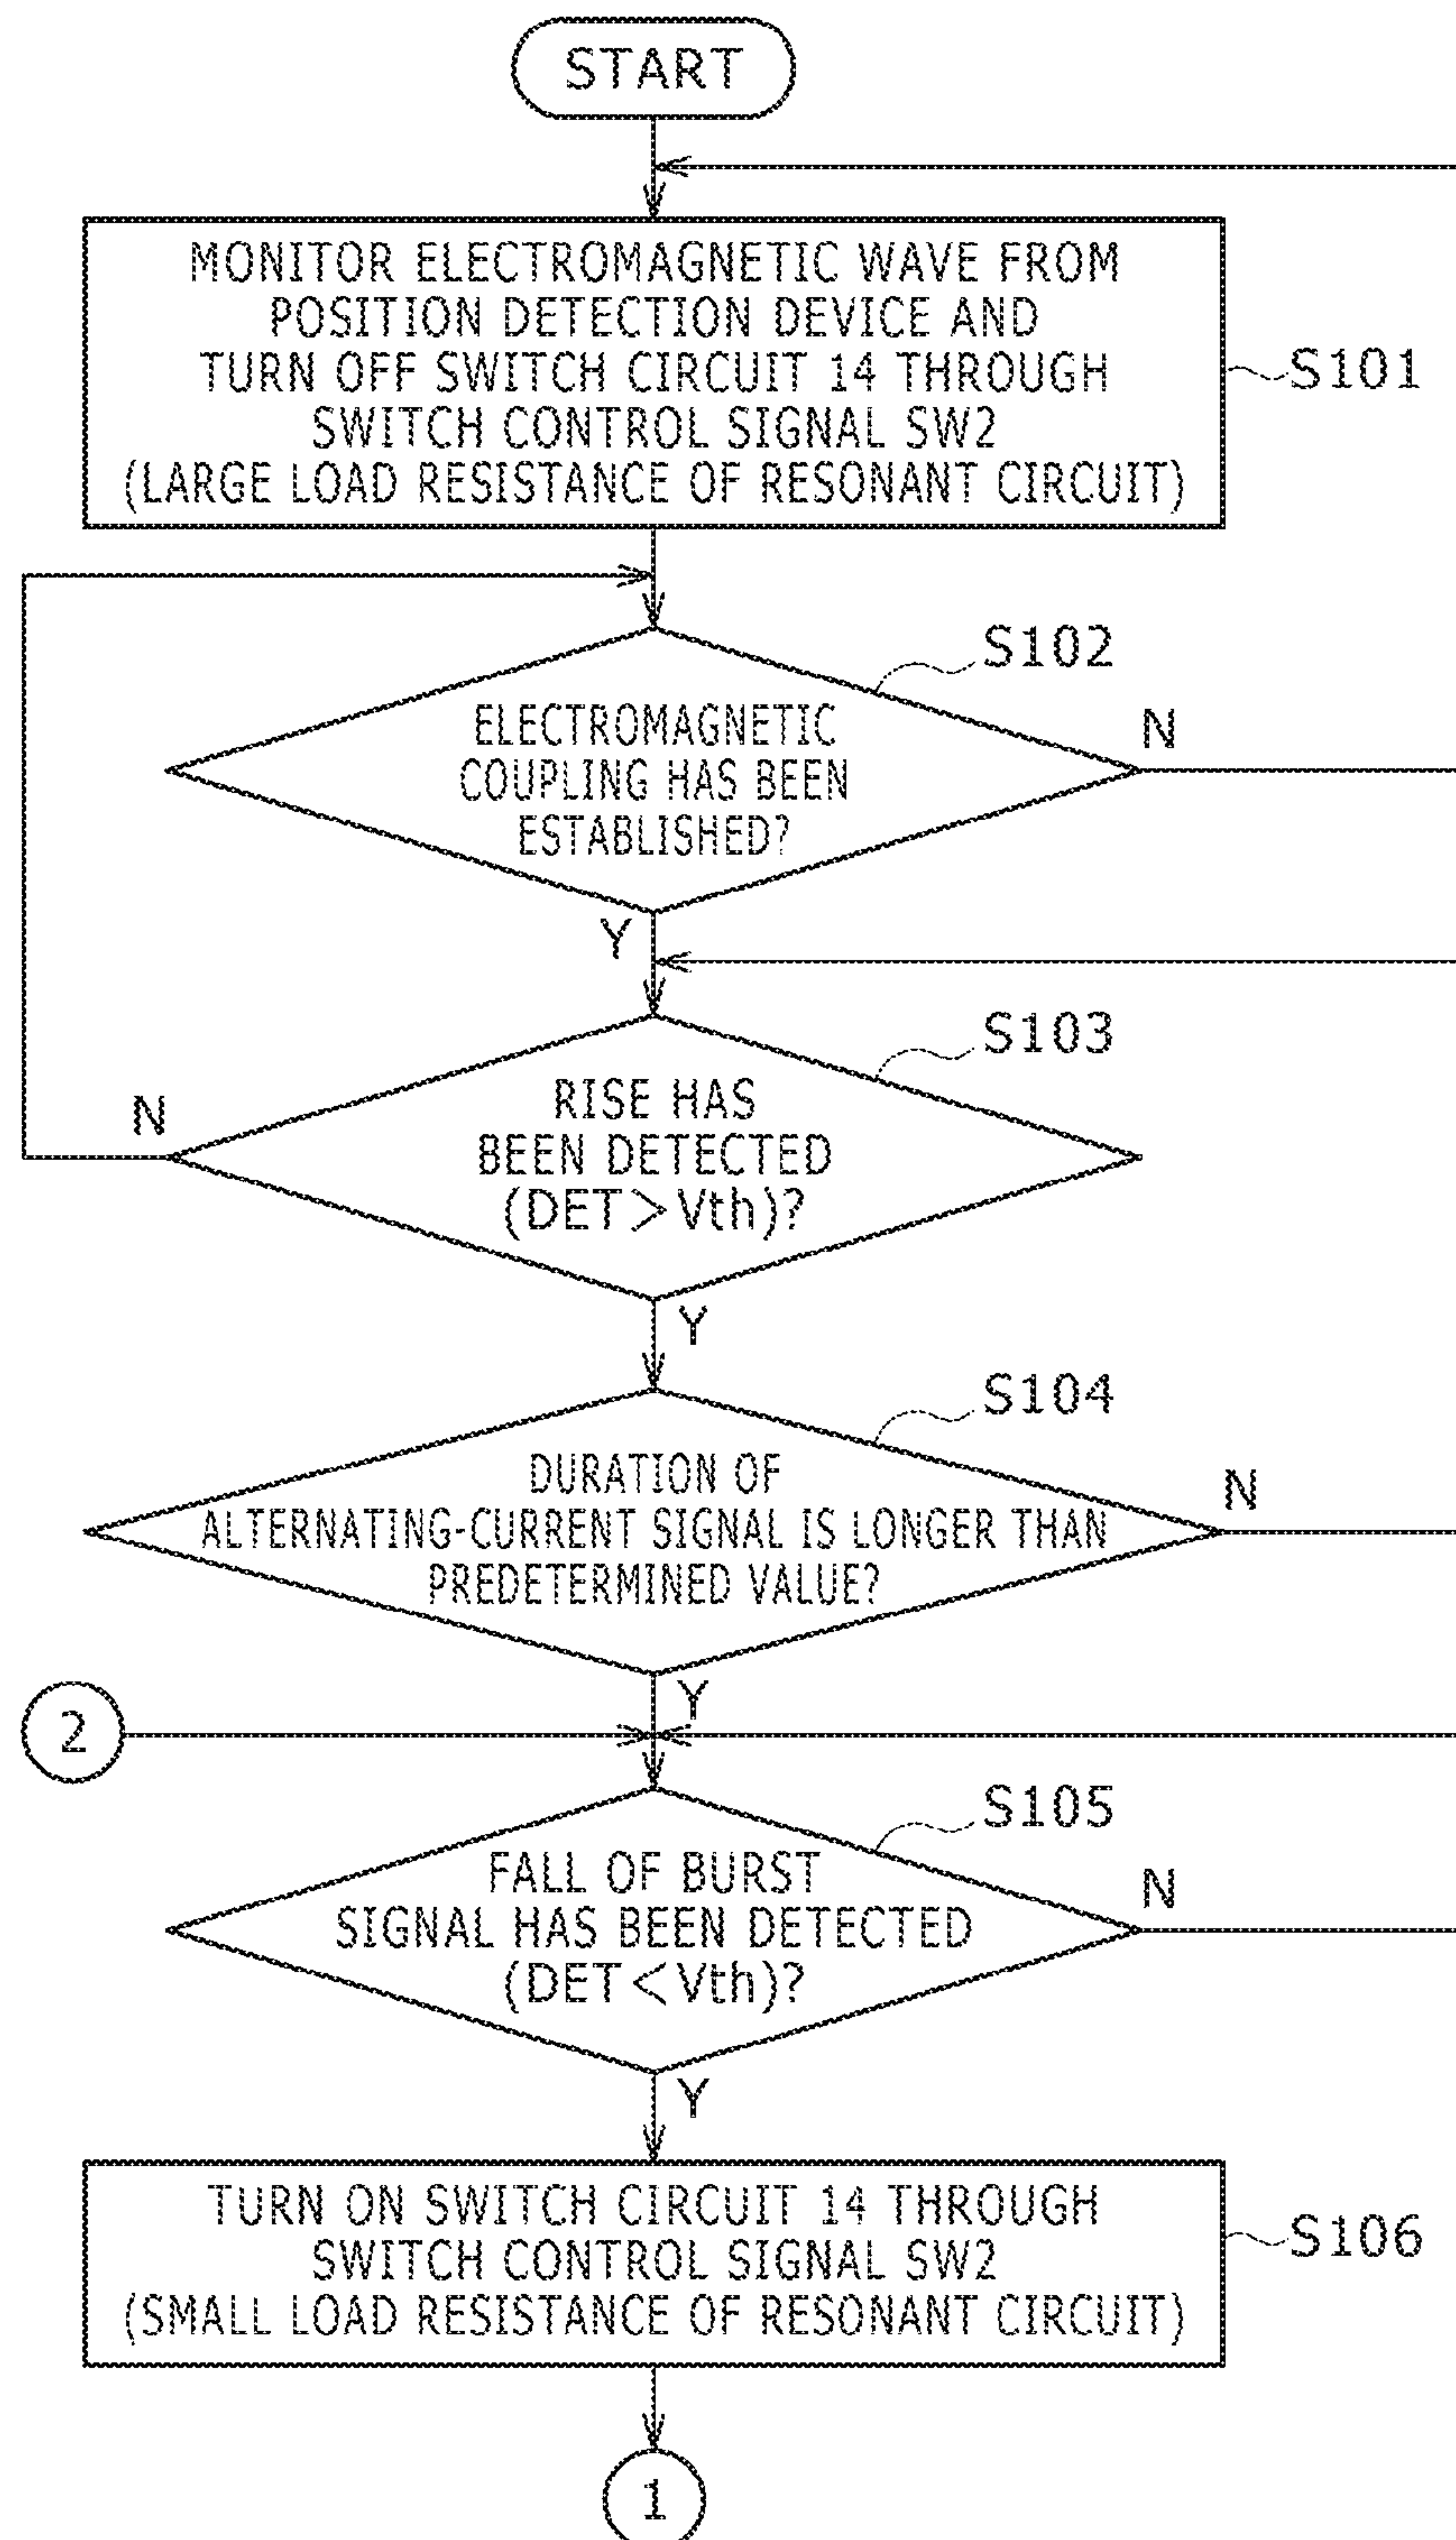 START
MONITOR ELECTROMAGNETIC WAVE FROM
POSITION DETECTION DEVICE AND
TURN OFF SWITCH CIRCUIT 14 THROUGH
SWITCH CONTROL SIGNAL SW2
(LARGE LOAD RESISTANCE OF RESONANT CIRCUIT)
S101
S102
ELECTROMAGNETIC
COUPLING HAS BEEN
ESTABLISHED?
N
Y
S103
RISE HAS
BEEN DETECTED
(DET > Vth)?
N
Y
S104
DURATION OF
ALTERNATING-CURRENT SIGNAL IS LONGER THAN
PREDETERMINED VALUE?
N
Y
2
S105
FALL OF BURST
SIGNAL HAS BEEN DETECTED
(DET < Vth)?
N
Y
TURN ON SWITCH CIRCUIT 14 THROUGH
SWITCH CONTROL SIGNAL SW2
(SMALL LOAD RESISTANCE OF RESONANT CIRCUIT)
S106
1